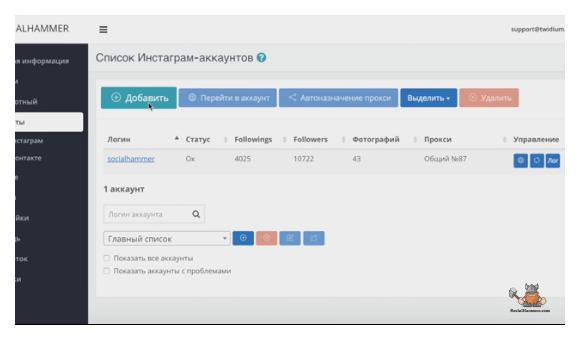 ALHAMMER
support@twidium.
я информация
отный
ты
нстаграм
онтакте
йки
ток
Список Инстаграм-аккаунтов
Добавить Перейти в аккаунт Автоназначение прокси Выделить Удалить
Логин Статус Followings Followers Фотографий Прокси Управление
socialhammer Ок 4025 10722 43 Общий №87 Лог
1 аккаунт
Логин аккаунта
Главный список
Показать все аккаунты
Показать аккаунты с проблемами
SocialHammer.com